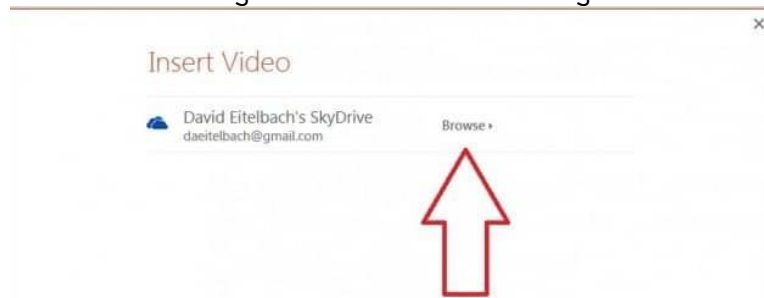 Insert Video
David Eitelbach's SkyDrive
daeitelbach@gmail.com
Browse